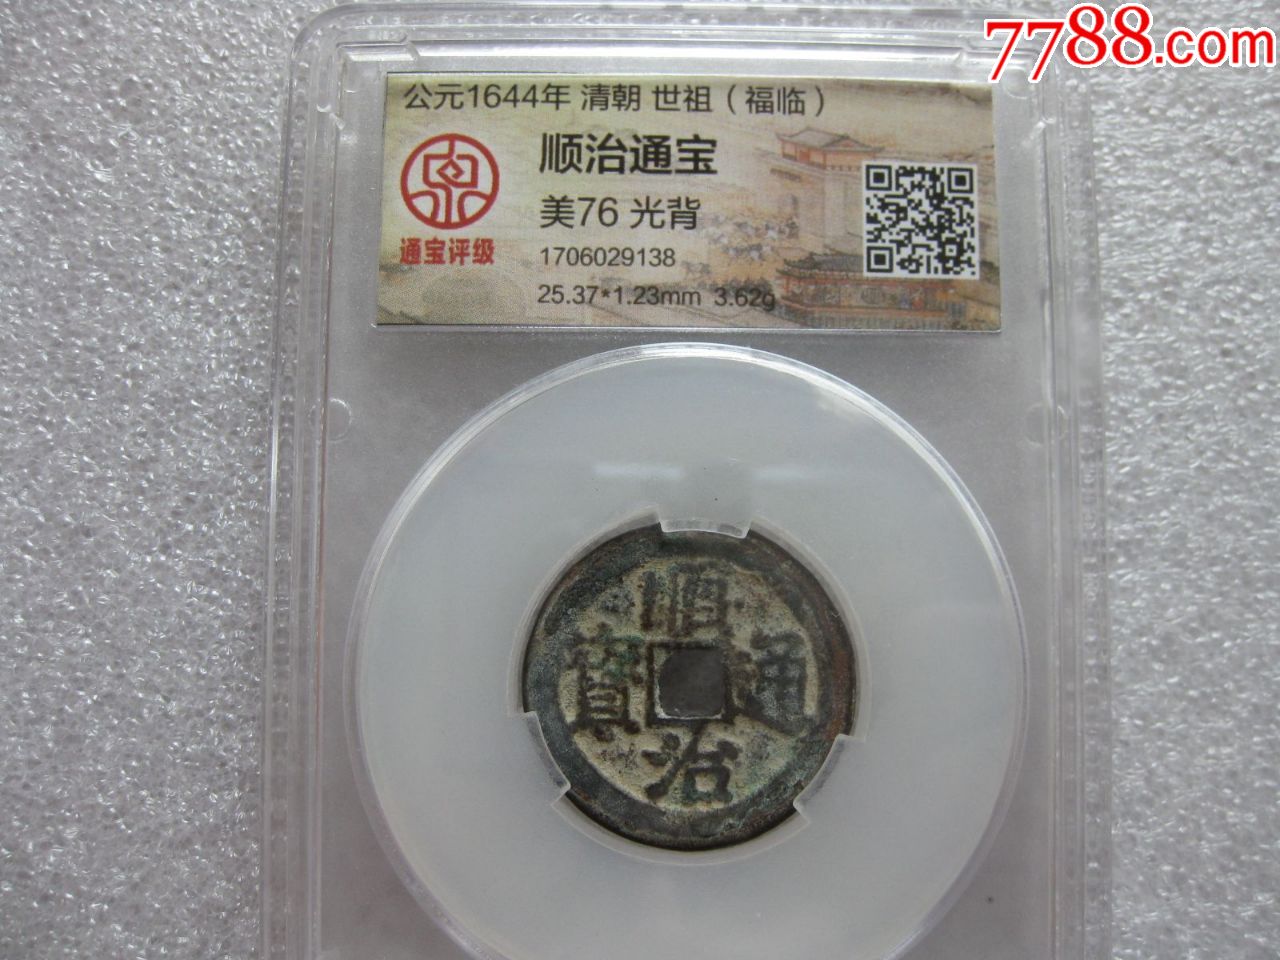 7788.com
公元1644年 清朝 世祖（福临）
顺治通宝
美76 光背
通宝评级
1706029138
25.37*1.23mm 3.62g
順治通寳